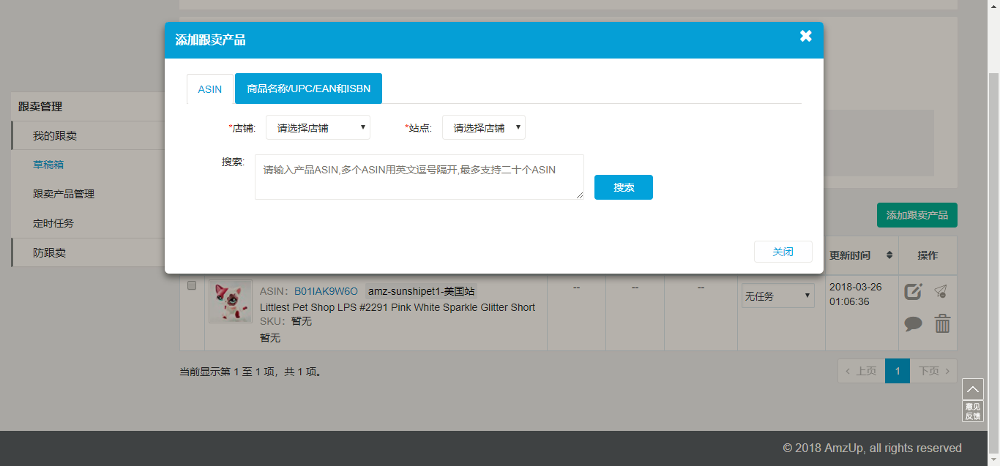 添加跟卖产品
ASIN
商品名称/UPC/EAN和ISBN
*店铺: 请选择店铺 *站点: 请选择店铺
搜索: 请输入产品ASIN,多个ASIN用英文逗号隔开,最多支持二十个ASIN
搜索
关闭
跟卖管理
我的跟卖
草稿箱
跟卖产品管理
定时任务
防跟卖
添加跟卖产品
更新时间 操作
ASIN: B01IAK9W6O amz-sunshipet1-美国站
Littlest Pet Shop LPS #2291 Pink White Sparkle Glitter Short
SKU: 暂无
暂无
-- -- --
无任务
2018-03-26
01:06:36
当前显示第 1 至 1 项，共 1 项。
‹ 上页 1 下页 ›
意见
反馈
© 2018 AmzUp, all rights reserved